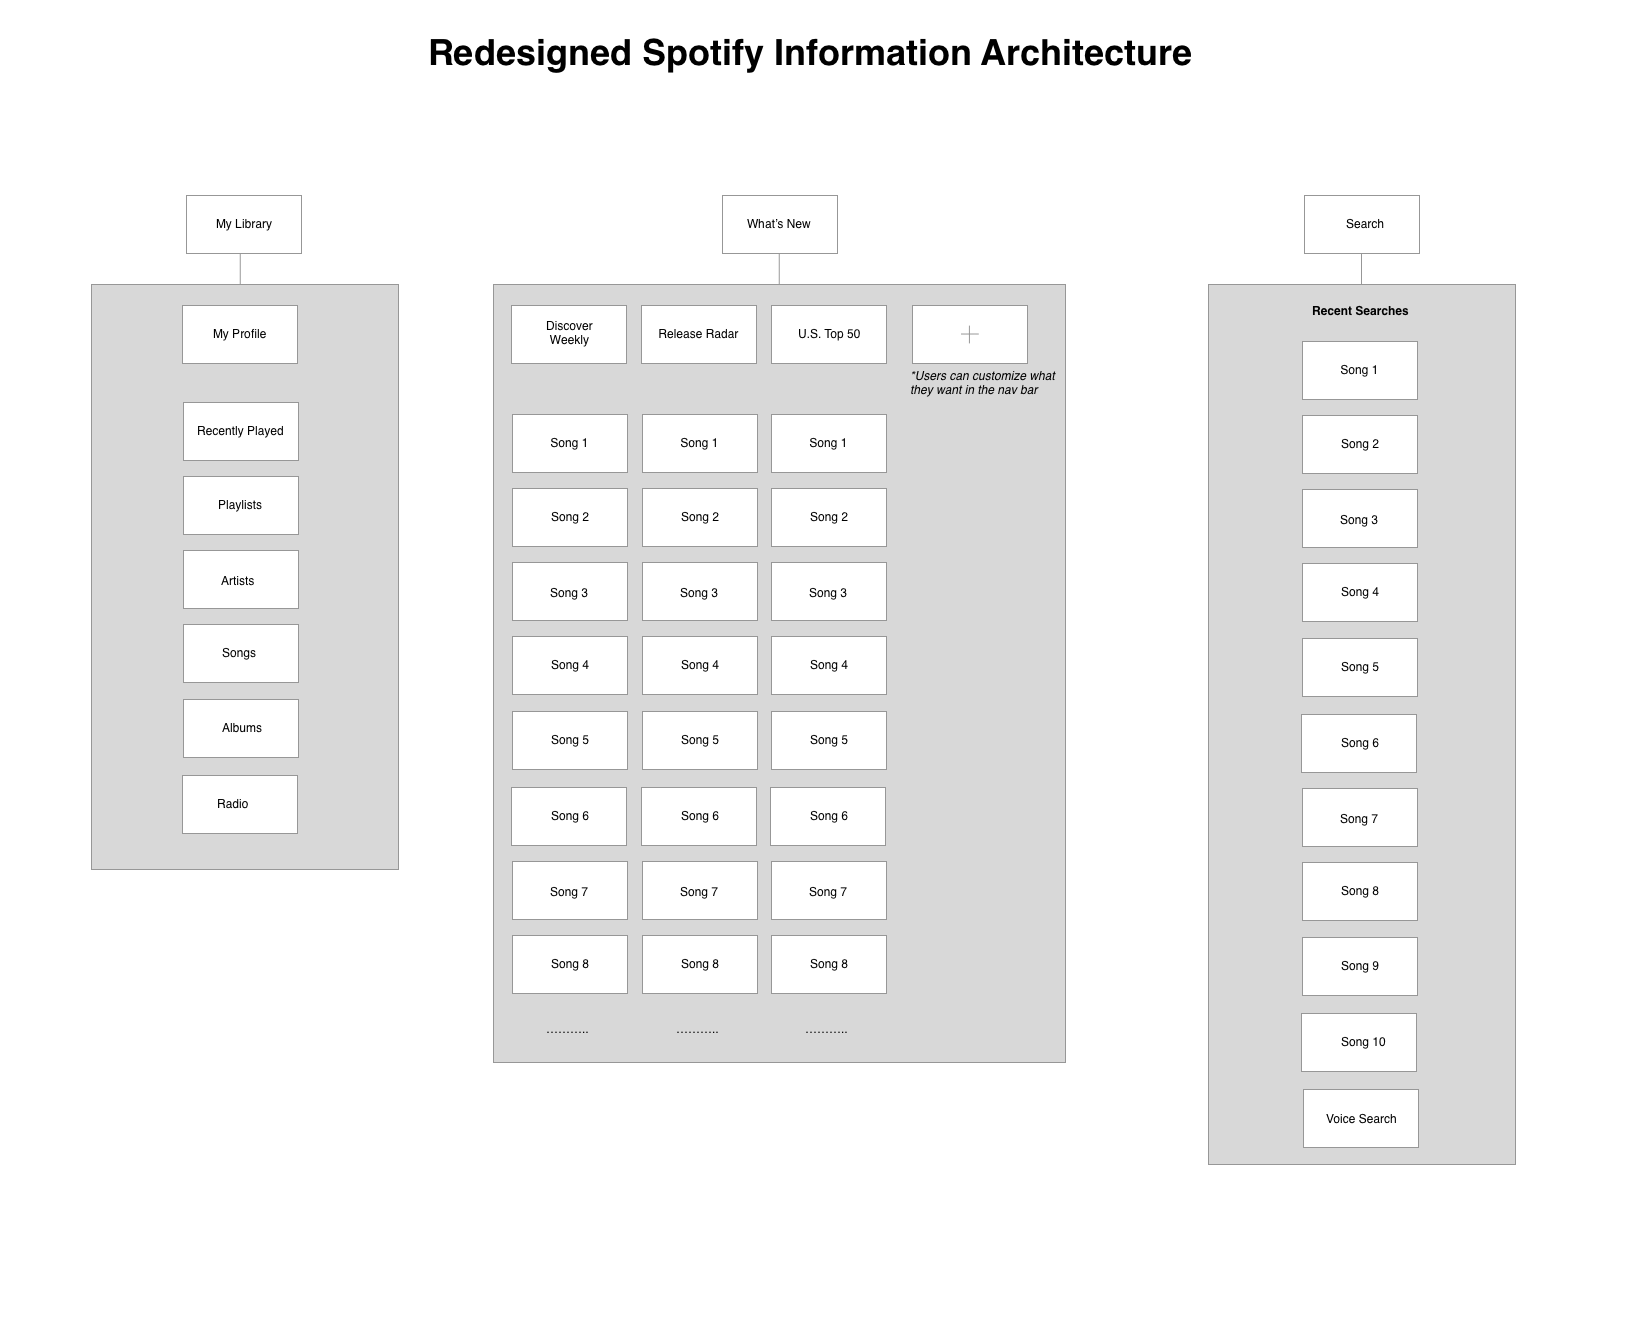 Redesigned Spotify Information Architecture
My Library
My Profile
Recently Played
Playlists
Artists
Songs
Albums
Radio
What's New
Discover
Weekly
Release Radar
U.S. Top 50
+
*Users can customize what
they want in the nav bar
Song 1
Song 1
Song 1
Song 2
Song 2
Song 2
Song 3
Song 3
Song 3
Song 4
Song 4
Song 4
Song 5
Song 5
Song 5
Song 6
Song 6
Song 6
Song 7
Song 7
Song 7
Song 8
Song 8
Song 8
...........
...........
...........
Search
Recent Searches
Song 1
Song 2
Song 3
Song 4
Song 5
Song 6
Song 7
Song 8
Song 9
Song 10
Voice Search